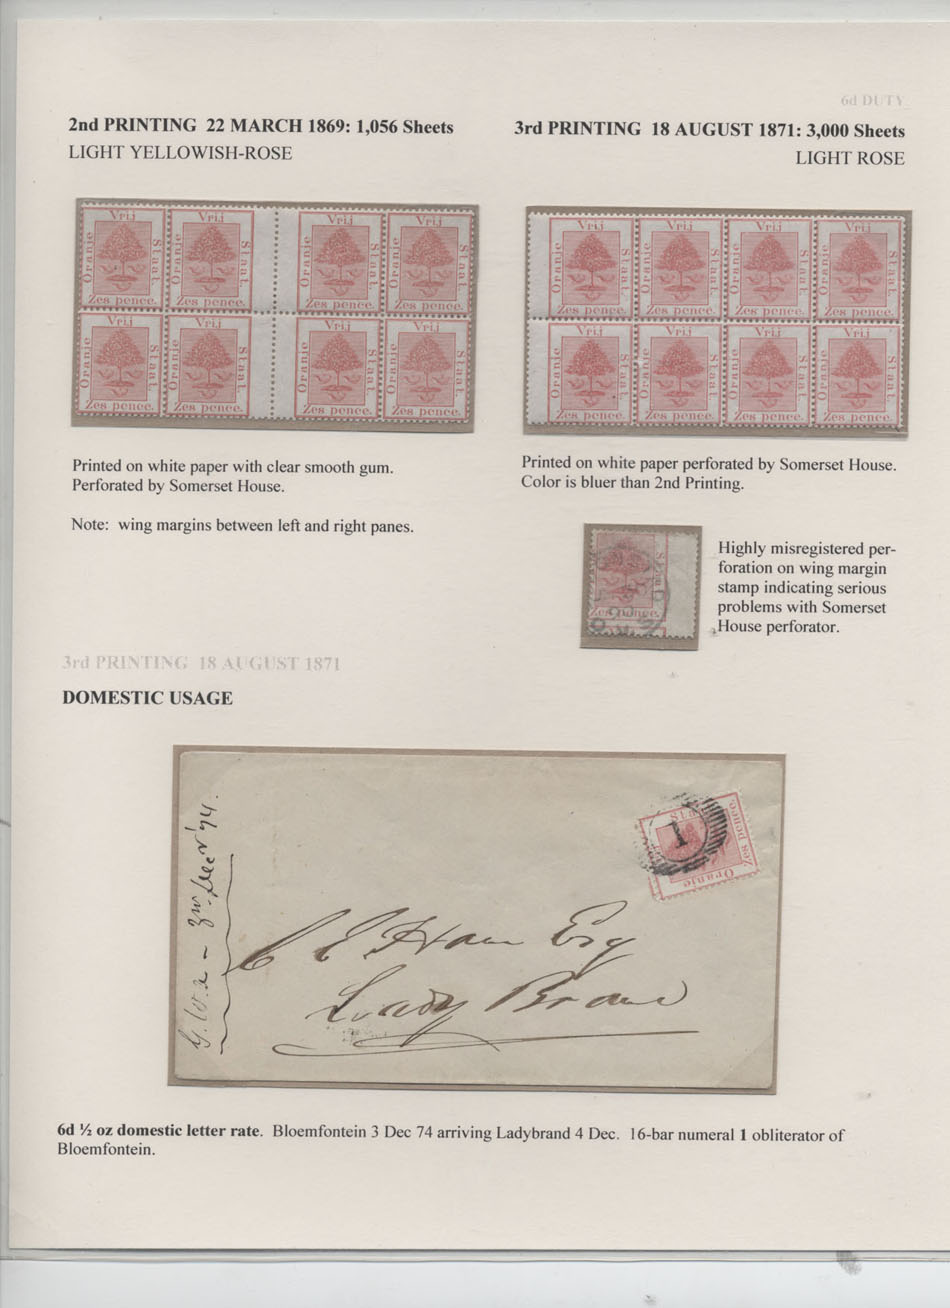 6d DUTY
2nd PRINTING 22 MARCH 1869: 1,056 Sheets
LIGHT YELLOWISH-ROSE
3rd PRINTING 18 AUGUST 1871: 3,000 Sheets
LIGHT ROSE
Vrij Vrij Vrij Vrij
Oranje Staat. Oranje Staat. Oranje Staat. Oranje Staat.
Zes pence. Zes pence. Zes pence. Zes pence.
Vrij Vrij Vrij Vrij
Oranje Staat. Oranje Staat. Oranje Staat. Oranje Staat.
Zes pence. Zes pence. Zes pence. Zes pence.
Vrij Vrij Vrij Vrij
Oranje Staat. Oranje Staat. Oranje Staat. Oranje Staat.
Zes pence. Zes pence. Zes pence. Zes pence.
Vrij Vrij Vrij Vrij
Oranje Staat. Oranje Staat. Oranje Staat. Oranje Staat.
Zes pence. Zes pence. Zes pence. Zes pence.
Printed on white paper with clear smooth gum.
Perforated by Somerset House.
Note: wing margins between left and right panes.
Printed on white paper perforated by Somerset House.
Color is bluer than 2nd Printing.
Zes pence.
Highly misregistered per-
foration on wing margin
stamp indicating serious
problems with Somerset
House perforator.
3rd PRINTING 18 AUGUST 1871
DOMESTIC USAGE
Decr '74.
1
Oranje
Zes pence.
Esq
Lady Brand
6d ½ oz domestic letter rate. Bloemfontein 3 Dec 74 arriving Ladybrand 4 Dec. 16-bar numeral 1 obliterator of
Bloemfontein.